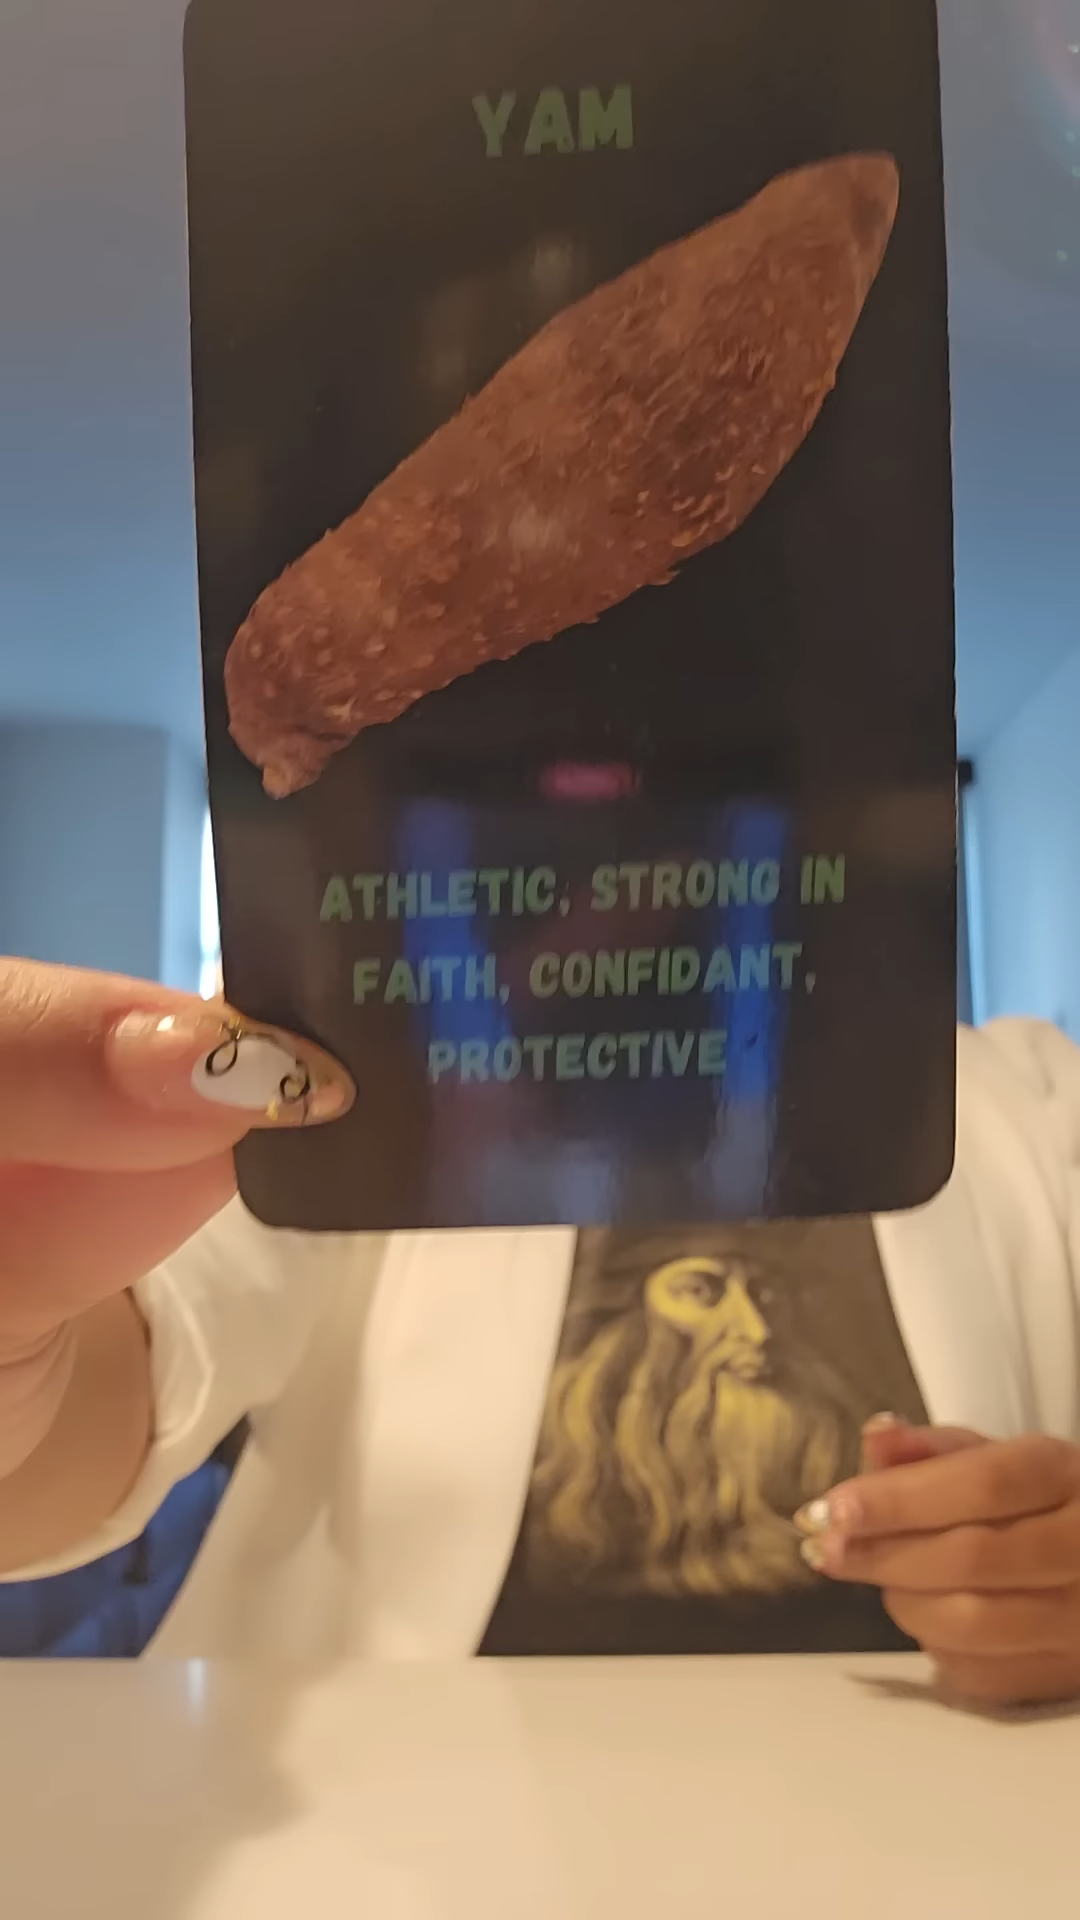 YAM
ATHLETIC, STRONG IN
FAITH, CONFIDANT,
PROTECTIVE